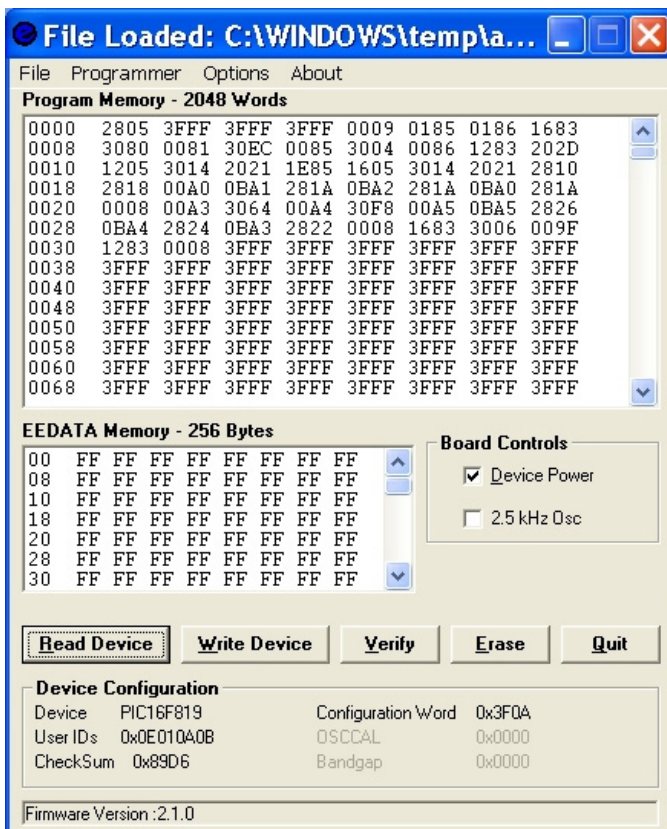 File Loaded: C:\WINDOWS\temp\a...
File Programmer Options About
Program Memory - 2048 Words
0000 2805 3FFF 3FFF 3FFF 0009 0185 0186 1683
0008 3080 0081 30EC 0085 3004 0086 1283 202D
0010 1205 3014 2021 1E85 1605 3014 2021 2810
0018 2818 00A0 0BA1 281A 0BA2 281A 0BA0 281A
0020 0008 00A3 3064 00A4 30F8 00A5 0BA5 2826
0028 0BA4 2824 0BA3 2822 0008 1683 3006 009F
0030 1283 0008 3FFF 3FFF 3FFF 3FFF 3FFF 3FFF
0038 3FFF 3FFF 3FFF 3FFF 3FFF 3FFF 3FFF 3FFF
0040 3FFF 3FFF 3FFF 3FFF 3FFF 3FFF 3FFF 3FFF
0048 3FFF 3FFF 3FFF 3FFF 3FFF 3FFF 3FFF 3FFF
0050 3FFF 3FFF 3FFF 3FFF 3FFF 3FFF 3FFF 3FFF
0058 3FFF 3FFF 3FFF 3FFF 3FFF 3FFF 3FFF 3FFF
0060 3FFF 3FFF 3FFF 3FFF 3FFF 3FFF 3FFF 3FFF
0068 3FFF 3FFF 3FFF 3FFF 3FFF 3FFF 3FFF 3FFF
EEDATA Memory - 256 Bytes
00 FF FF FF FF FF FF FF FF
08 FF FF FF FF FF FF FF FF
10 FF FF FF FF FF FF FF FF
18 FF FF FF FF FF FF FF FF
20 FF FF FF FF FF FF FF FF
28 FF FF FF FF FF FF FF FF
30 FF FF FF FF FF FF FF FF
Board Controls
Device Power
2.5 kHz Osc
Read Device Write Device Verify Erase Quit
Device Configuration
Device PIC16F819 Configuration Word 0x3F0A
User IDs 0x0E010A0B OSCCAL 0x0000
CheckSum 0x89D6 Bandgap 0x0000
Firmware Version :2.1.0